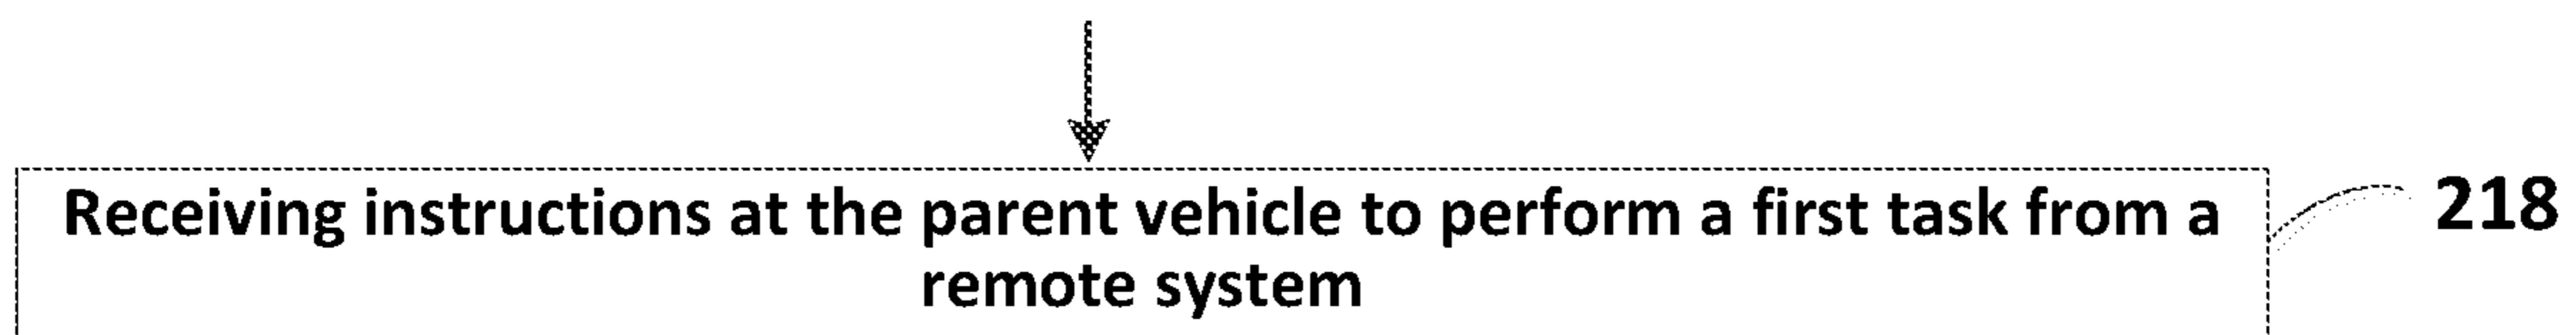 Receiving instructions at the parent vehicle to perform a first task from a
remote system
218